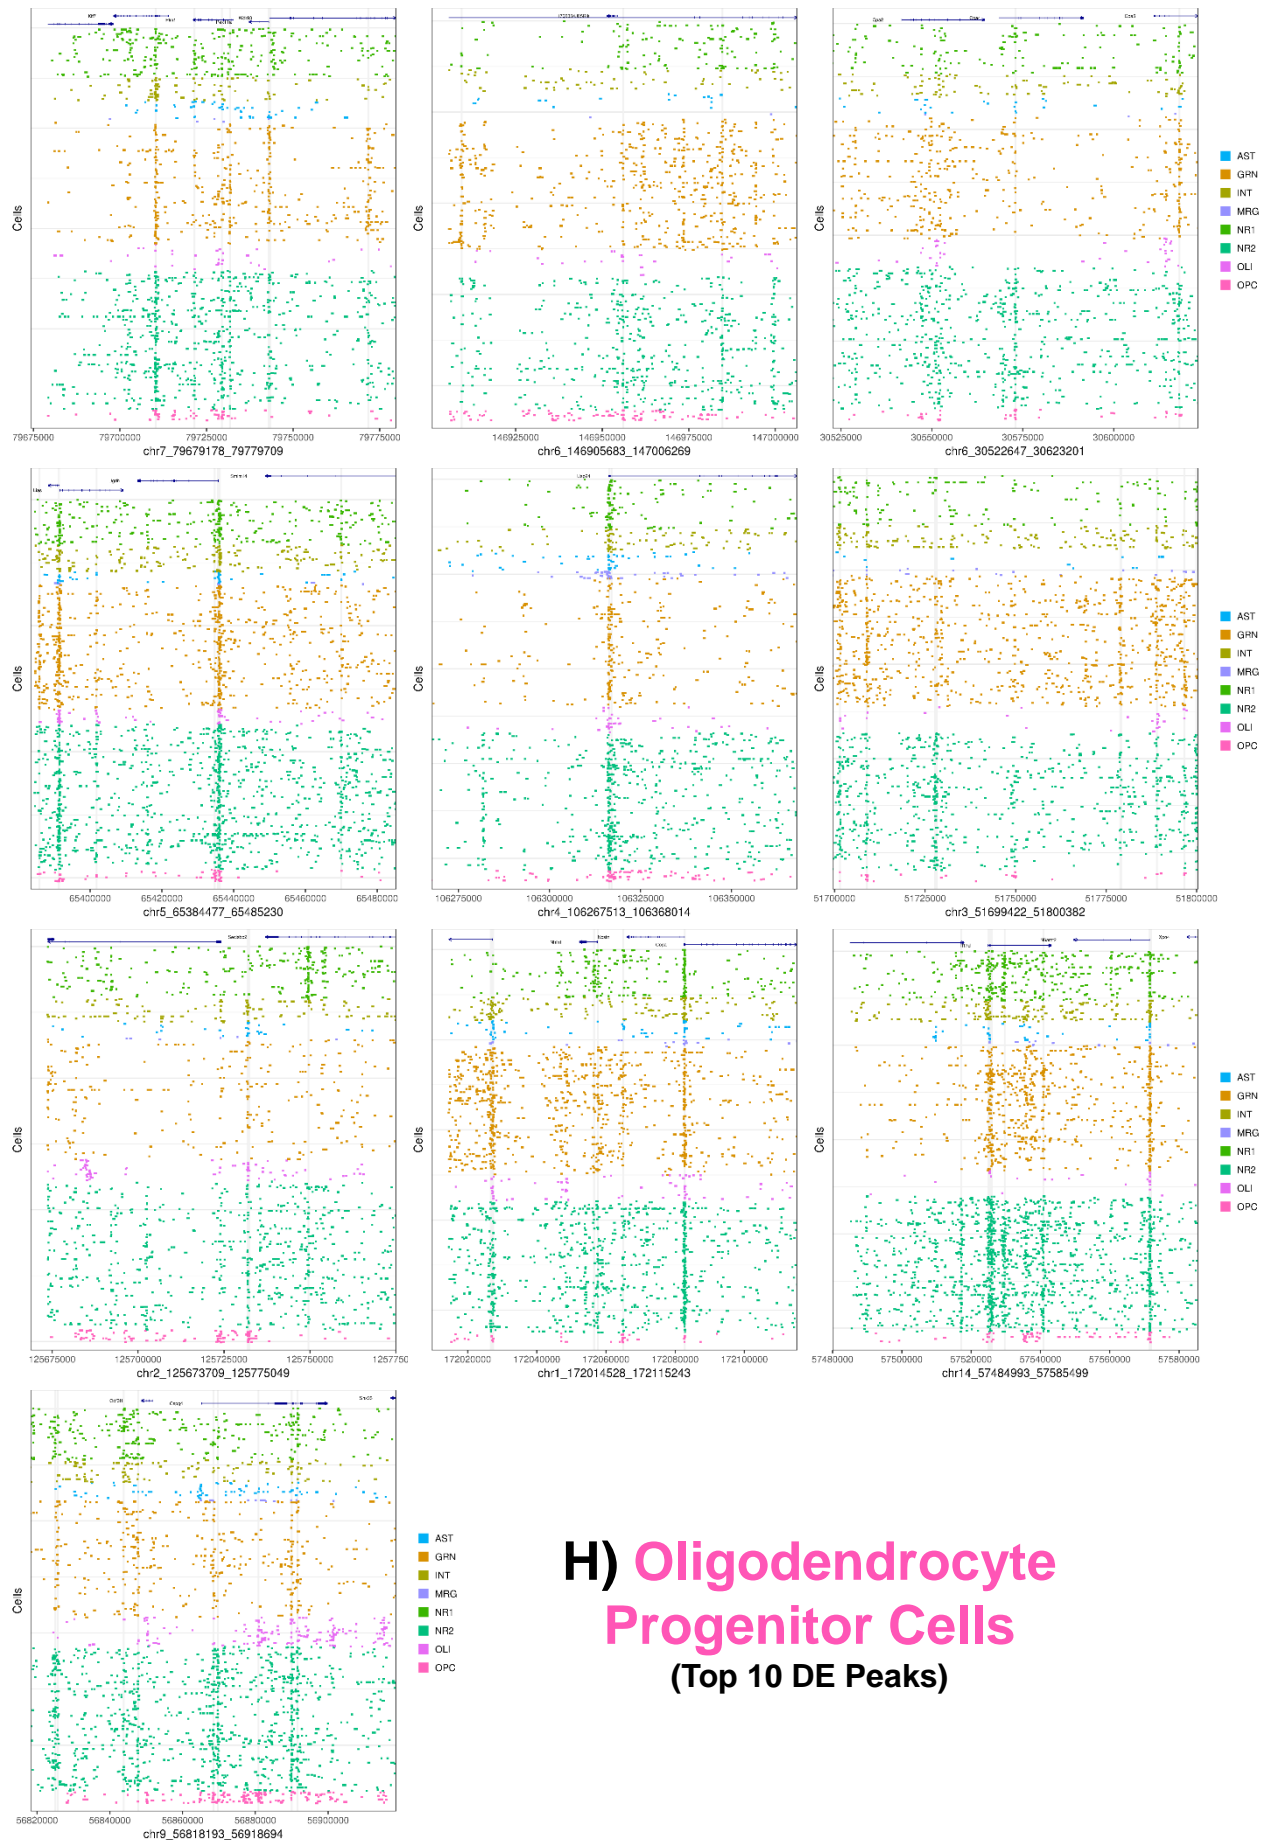 Cells
79675000 79700000 79725000 79750000 79775000
chr7_79679178_79779709
Cells
146925000 146950000 146975000 147000000
chr6_146905683_147006269
Cells
30525000 30550000 30575000 30600000
chr6_30522647_30623201
AST
GRN
INT
MRG
NR1
NR2
OLI
OPC
Cells
65400000 65420000 65440000 65460000 65480000
chr5_65384477_65485230
Cells
106275000 106300000 106325000 106350000
chr4_106267513_106368014
Cells
51700000 51725000 51750000 51775000 51800000
chr3_51699422_51800382
AST
GRN
INT
MRG
NR1
NR2
OLI
OPC
Cells
125675000 125700000 125725000 125750000 1257750
chr2_125673709_125775049
Cells
172020000 172040000 172060000 172080000 172100000
chr1_172014528_172115243
Cells
57480000 57500000 57520000 57540000 57560000 57580000
chr14_57484993_57585499
AST
GRN
INT
MRG
NR1
NR2
OLI
OPC
Cells
56820000 56840000 56860000 56880000 56900000
chr9_56818193_56918694
AST
GRN
INT
MRG
NR1
NR2
OLI
OPC
H) Oligodendrocyte
Progenitor Cells
(Top 10 DE Peaks)